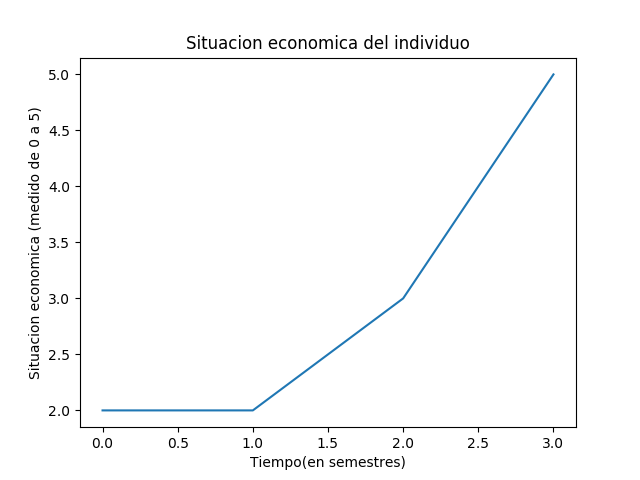 Situacion economica del individuo
Situacion economica (medido de 0 a 5)
5.0
4.5
4.0
3.5
3.0
2.5
2.0
0.0 0.5 1.0 1.5 2.0 2.5 3.0
Tiempo(en semestres)